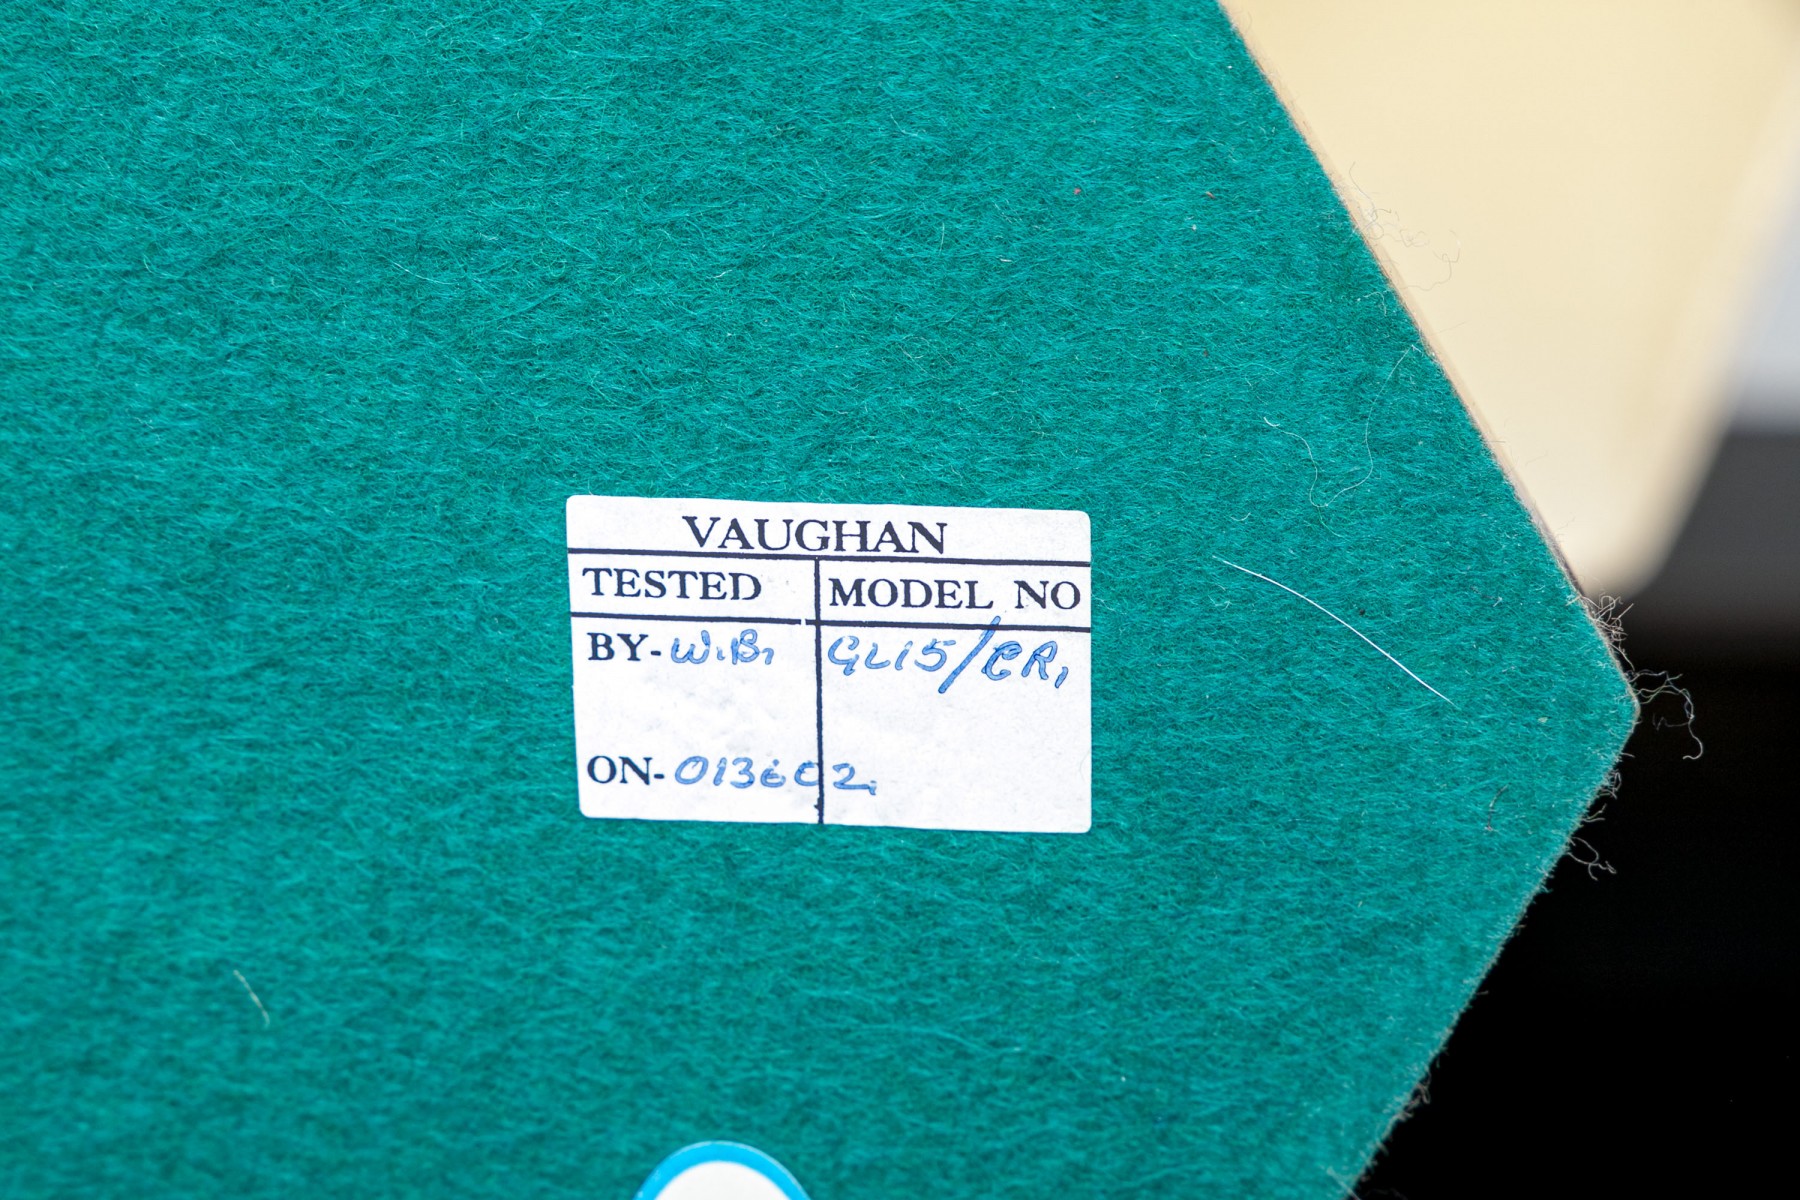 VAUGHAN
TESTED MODEL NO
BY- W.B. GL15/CR.
ON- 013602.